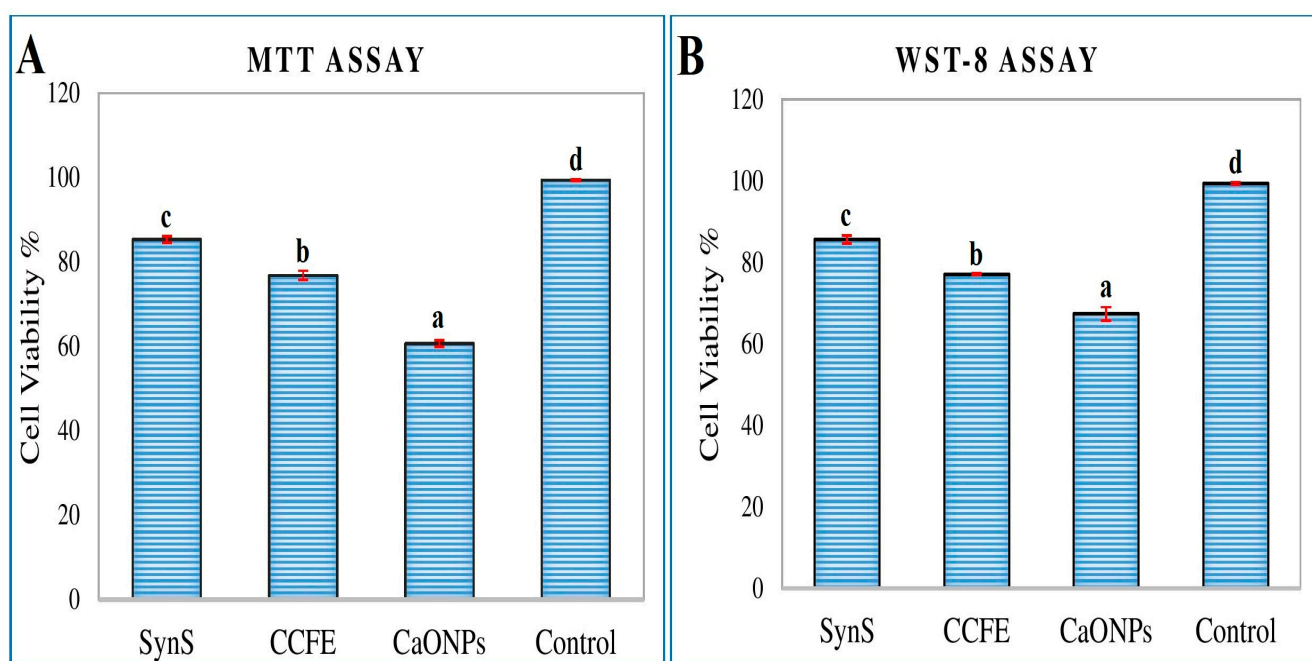 A
MTT ASSAY
120
100
80
60
40
20
0
Cell Viability %
c
b
a
d
SynS CCFE CaONPs Control
B
WST-8 ASSAY
120
100
80
60
40
20
0
Cell Viability %
c
b
a
d
SynS CCFE CaONPs Control